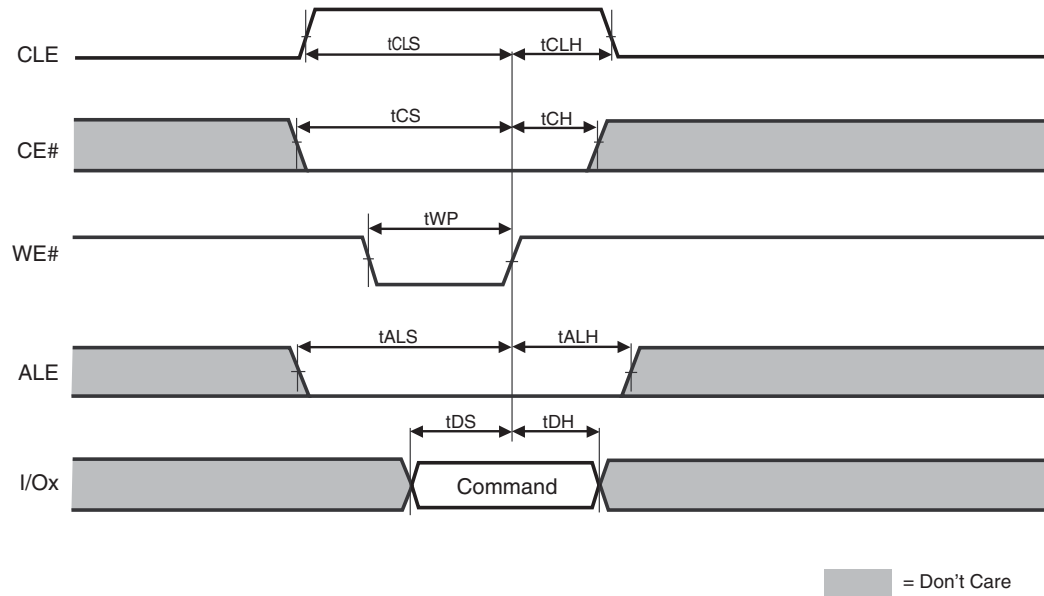 tCLS tCLH
CLE
tCS tCH
CE#
tWP
WE#
tALS tALH
ALE
tDS tDH
I/Ox Command
= Don't Care